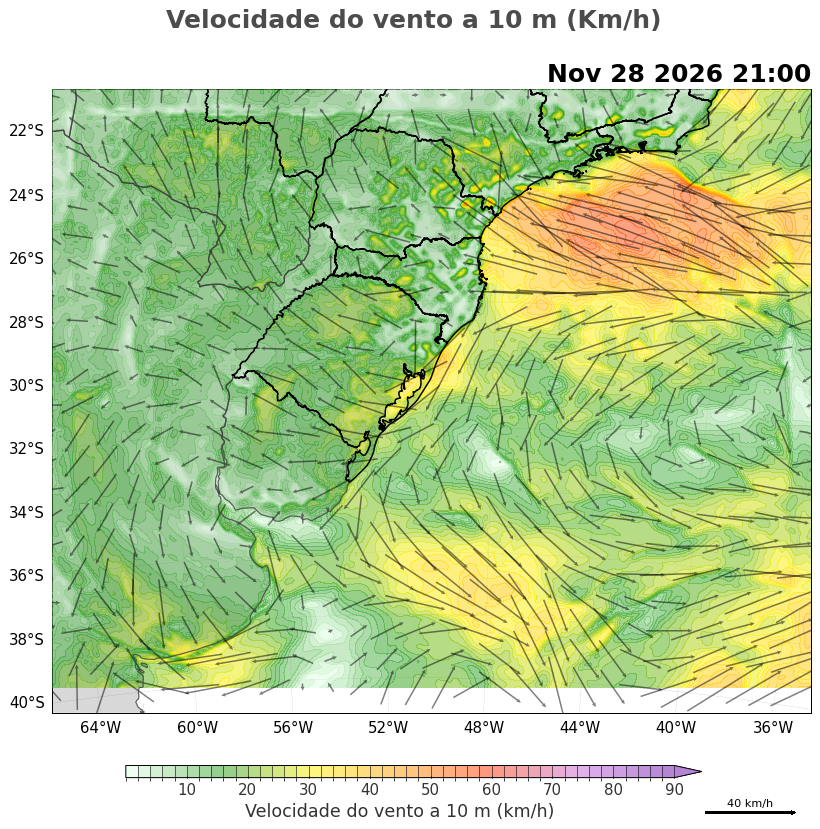 Velocidade do vento a 10 m (Km/h)
Nov 28 2026 21:00
22°S
24°S
26°S
28°S
30°S
32°S
34°S
36°S
38°S
40°S
64°W 60°W 56°W 52°W 48°W 44°W 40°W 36°W
10 20 30 40 50 60 70 80 90
Velocidade do vento a 10 m (km/h)
40 km/h